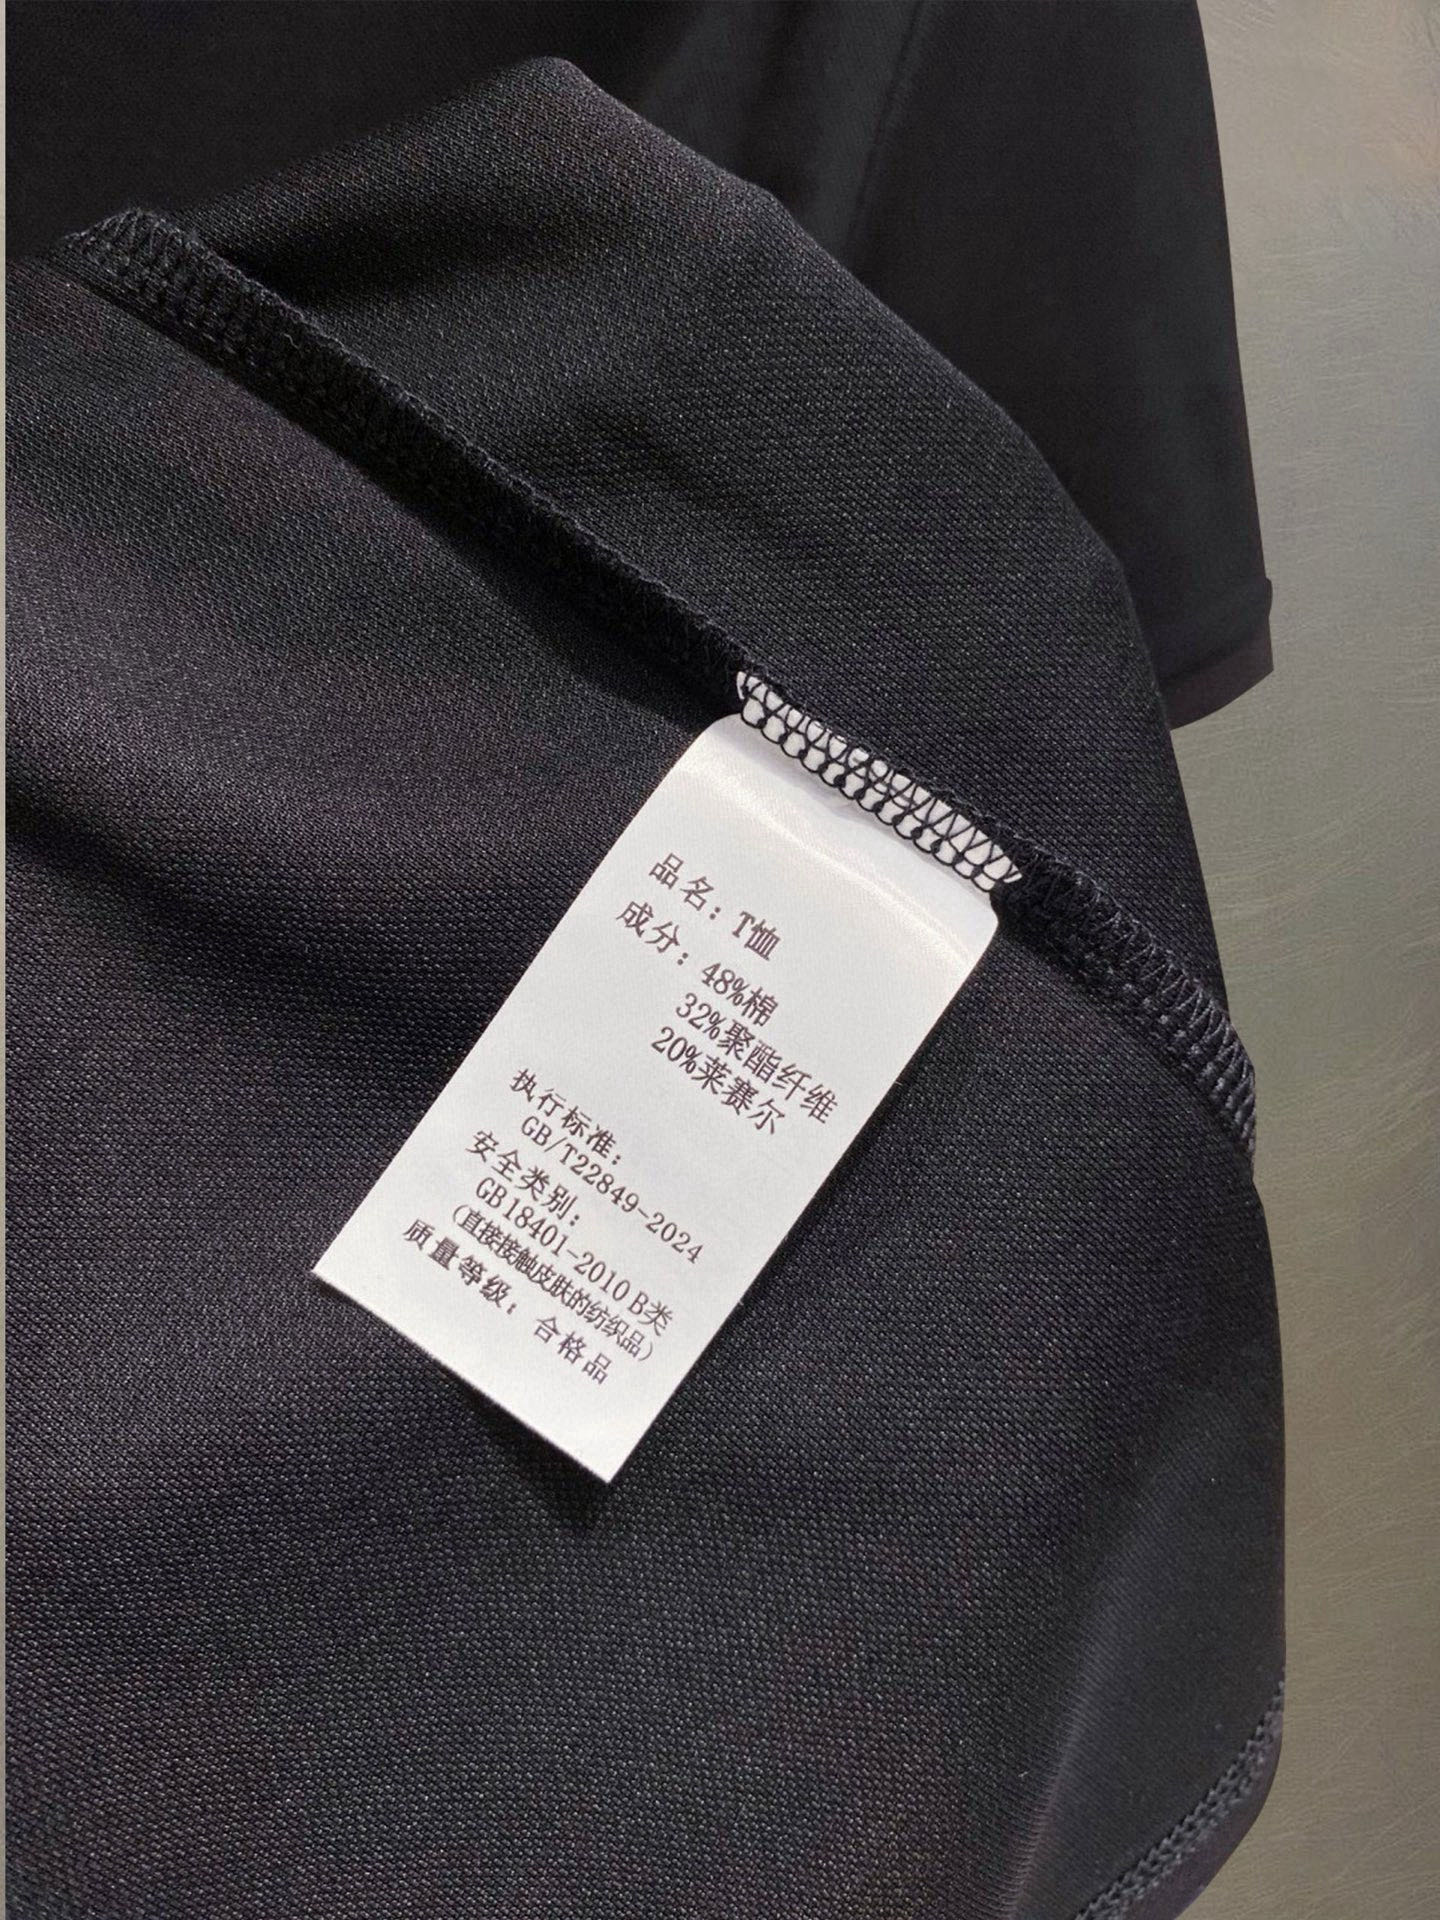 品名：T恤
成分：48%棉
32%聚酯纤维
20%莱赛尔
执行标准：
GB/T22849-2024
安全类别：
GB18401-2010 B类
(直接接触皮肤的纺织品)
质量等级：合格品